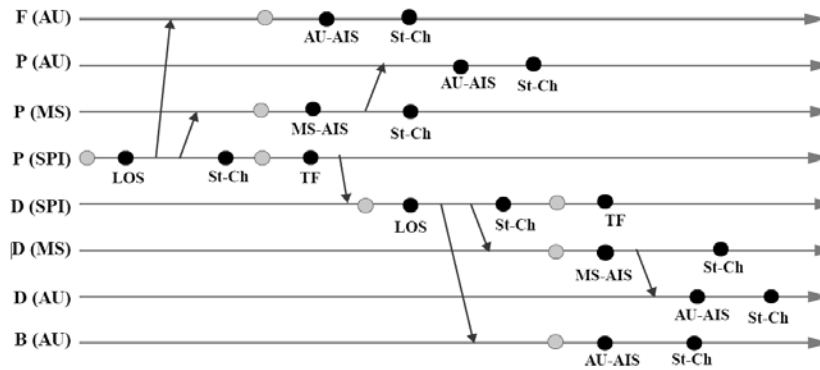 F (AU)
AU-AIS St-Ch
P (AU)
AU-AIS St-Ch
P (MS)
MS-AIS St-Ch
P (SPI)
LOS St-Ch TF
D (SPI)
LOS St-Ch TF
D (MS)
MS-AIS St-Ch
D (AU)
AU-AIS St-Ch
B (AU)
AU-AIS St-Ch